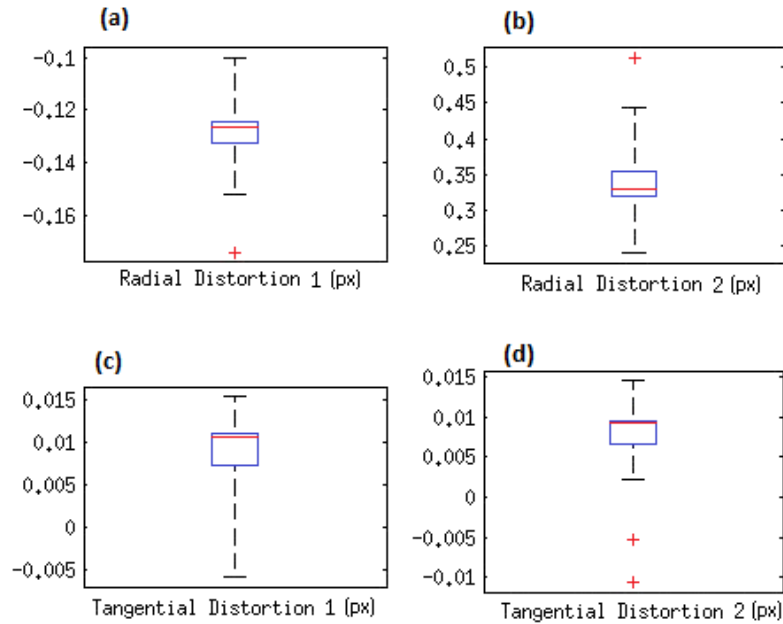 (a)
-0.1
-0.12
-0.14
-0.16
Radial Distortion 1 (px)
(b)
0.5
0.45
0.4
0.35
0.3
0.25
Radial Distortion 2 (px)
(c)
0.015
0.01
0.005
0
-0.005
Tangential Distortion 1 (px)
(d)
0.015
0.01
0.005
0
-0.005
-0.01
Tangential Distortion 2 (px)